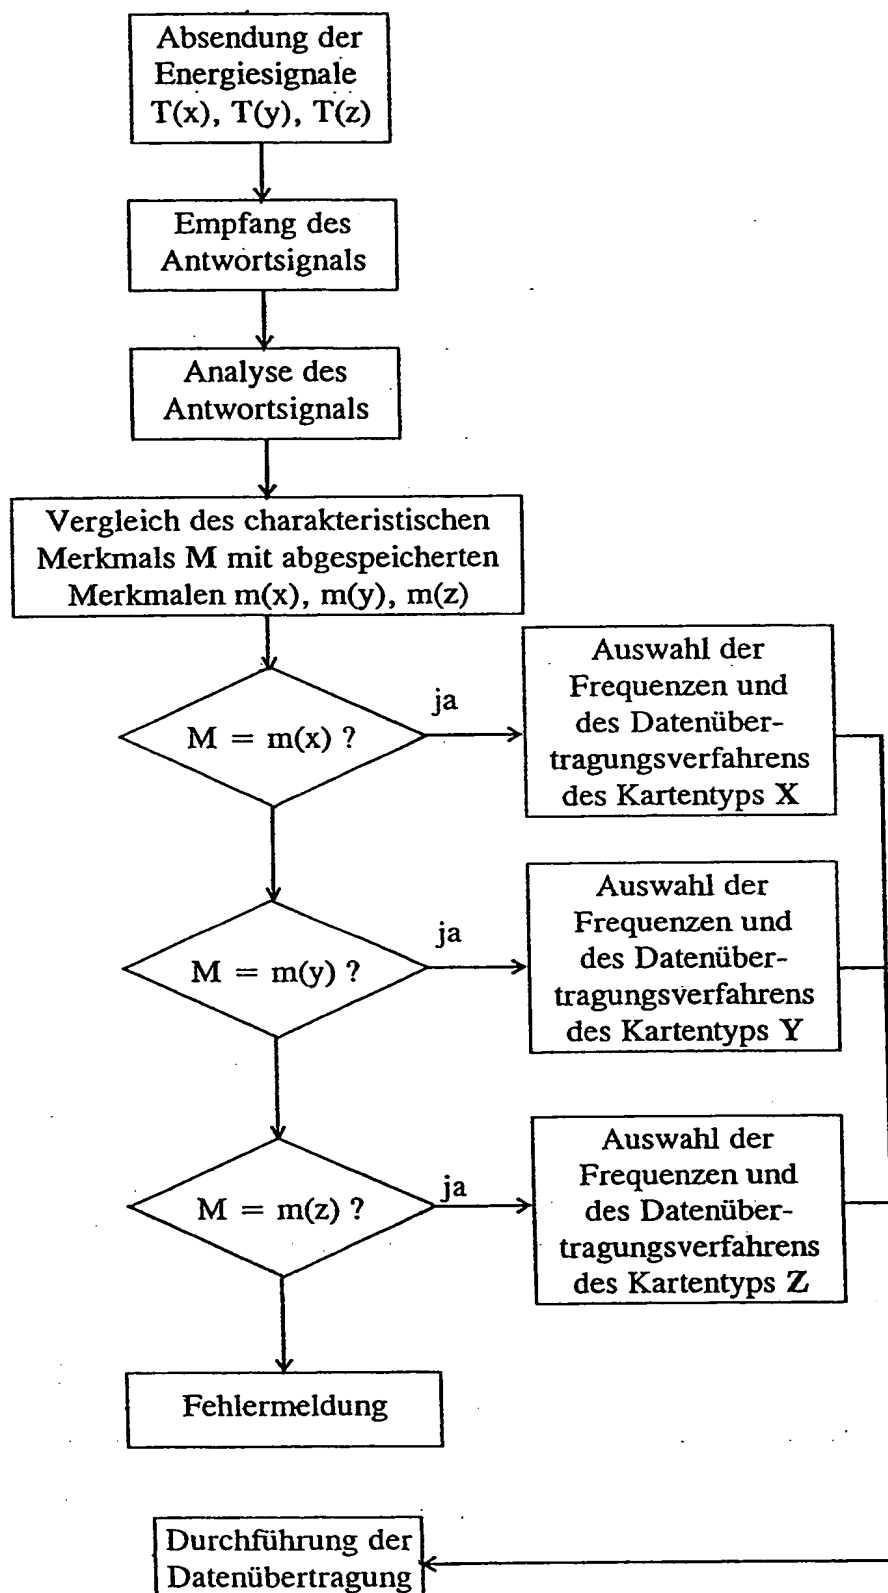 Absendung der
Energiesignale
T(x), T(y), T(z)
Empfang des
Antwortsignals
Analyse des
Antwortsignals
Vergleich des charakteristischen
Merkmals M mit abgespeicherten
Merkmalen m(x), m(y), m(z)
M = m(x) ?
ja
Auswahl der
Frequenzen und
des Datenüber-
tragungsverfahrens
des Kartentyps X
M = m(y) ?
ja
Auswahl der
Frequenzen und
des Datenüber-
tragungsverfahrens
des Kartentyps Y
M = m(z) ?
ja
Auswahl der
Frequenzen und
des Datenüber-
tragungsverfahrens
des Kartentyps Z
Fehlermeldung
Durchführung der
Datenübertragung